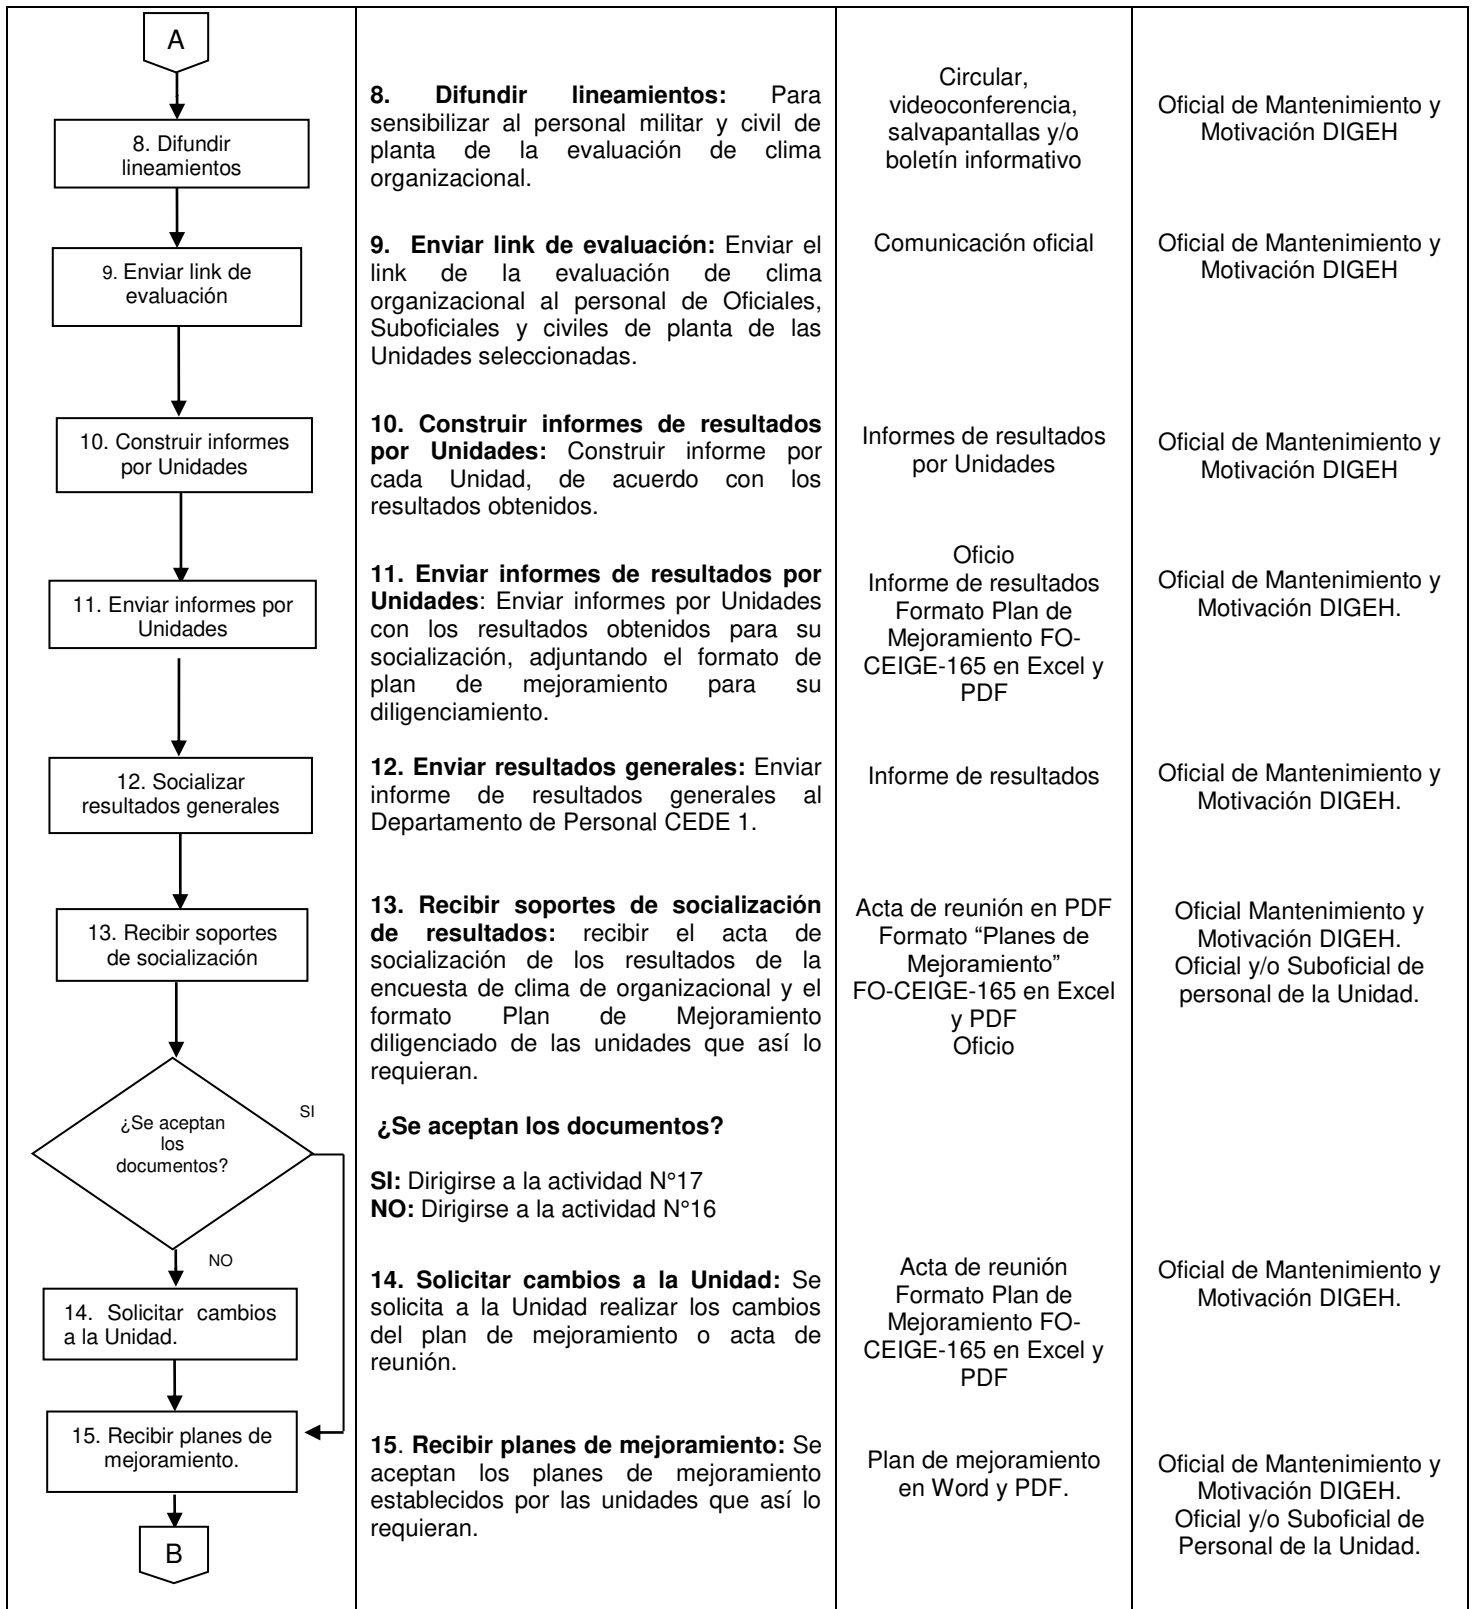 A
8. Difundir
lineamientos
9. Enviar link de
evaluación
10. Construir informes
por Unidades
11. Enviar informes por
Unidades
12. Socializar
resultados generales
13. Recibir soportes
de socialización
¿Se aceptan
los
documentos?
SI
NO
14. Solicitar cambios
a la Unidad.
15. Recibir planes de
mejoramiento.
B
8. Difundir lineamientos: Para
sensibilizar al personal militar y civil de
planta de la evaluación de clima
organizacional.
9. Enviar link de evaluación: Enviar el
link de la evaluación de clima
organizacional al personal de Oficiales,
Suboficiales y civiles de planta de las
Unidades seleccionadas.
10. Construir informes de resultados
por Unidades: Construir informe por
cada Unidad, de acuerdo con los
resultados obtenidos.
11. Enviar informes de resultados por
Unidades: Enviar informes por Unidades
con los resultados obtenidos para su
socialización, adjuntando el formato de
plan de mejoramiento para su
diligenciamiento.
12. Enviar resultados generales: Enviar
informe de resultados generales al
Departamento de Personal CEDE 1.
13. Recibir soportes de socialización
de resultados: recibir el acta de
socialización de los resultados de la
encuesta de clima de organizacional y el
formato Plan de Mejoramiento
diligenciado de las unidades que así lo
requieran.
¿Se aceptan los documentos?
SI: Dirigirse a la actividad N°17
NO: Dirigirse a la actividad N°16
14. Solicitar cambios a la Unidad: Se
solicita a la Unidad realizar los cambios
del plan de mejoramiento o acta de
reunión.
15. Recibir planes de mejoramiento: Se
aceptan los planes de mejoramiento
establecidos por las unidades que así lo
requieran.
Circular,
videoconferencia,
salvapantallas y/o
boletín informativo
Comunicación oficial
Informes de resultados
por Unidades
Oficio
Informe de resultados
Formato Plan de
Mejoramiento FO-
CEIGE-165 en Excel y
PDF
Informe de resultados
Acta de reunión en PDF
Formato “Planes de
Mejoramiento”
FO-CEIGE-165 en Excel
y PDF
Oficio
Acta de reunión
Formato Plan de
Mejoramiento FO-
CEIGE-165 en Excel y
PDF
Plan de mejoramiento
en Word y PDF.
Oficial de Mantenimiento y
Motivación DIGEH
Oficial de Mantenimiento y
Motivación DIGEH
Oficial de Mantenimiento y
Motivación DIGEH
Oficial de Mantenimiento y
Motivación DIGEH.
Oficial de Mantenimiento y
Motivación DIGEH.
Oficial Mantenimiento y
Motivación DIGEH.
Oficial y/o Suboficial de
personal de la Unidad.
Oficial de Mantenimiento y
Motivación DIGEH.
Oficial de Mantenimiento y
Motivación DIGEH.
Oficial y/o Suboficial de
Personal de la Unidad.